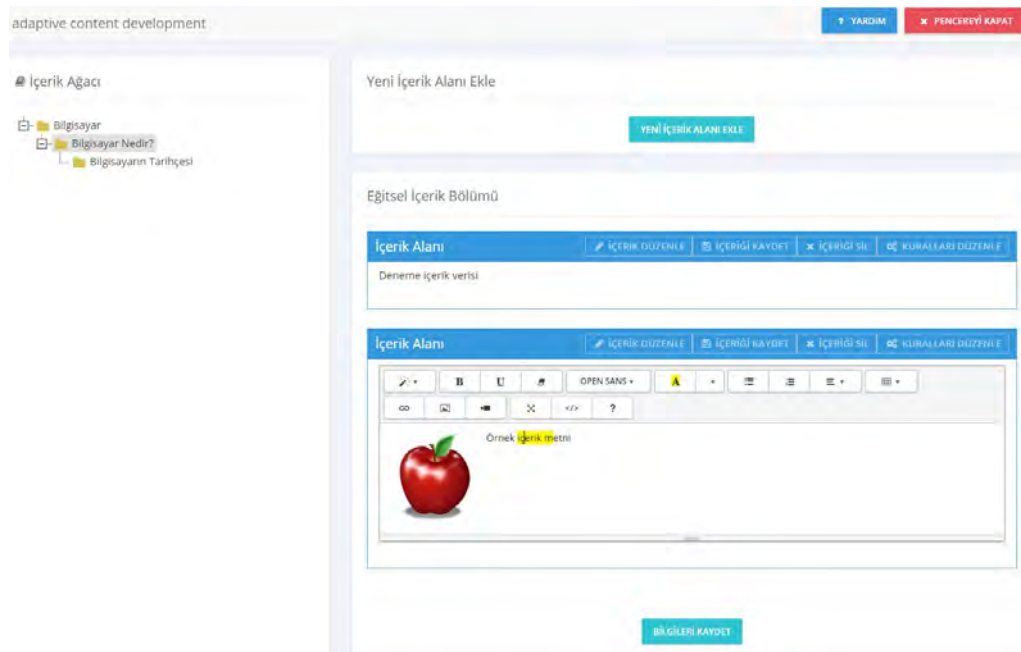 adaptive content development
? YARDIM
× PENCEREYİ KAPAT
İçerik Ağacı
Bilgisayar
Bilgisayar Nedir?
Bilgisayarın Tarihçesi
Yeni İçerik Alanı Ekle
YENİ İÇERİK ALANI EKLE
Eğitsel İçerik Bölümü
İçerik Alanı
İÇERİK DÜZENLE
İÇERİĞİ KAYDET
× İÇERİĞİ SİL
KURALLARI DÜZENLE
Deneme içerik verisi
İçerik Alanı
İÇERİK DÜZENLE
İÇERİĞİ KAYDET
× İÇERİĞİ SİL
KURALLARI DÜZENLE
B U OPEN SANS A
</> ?
Örnek içerik metni
BİLGİLERİ KAYDET